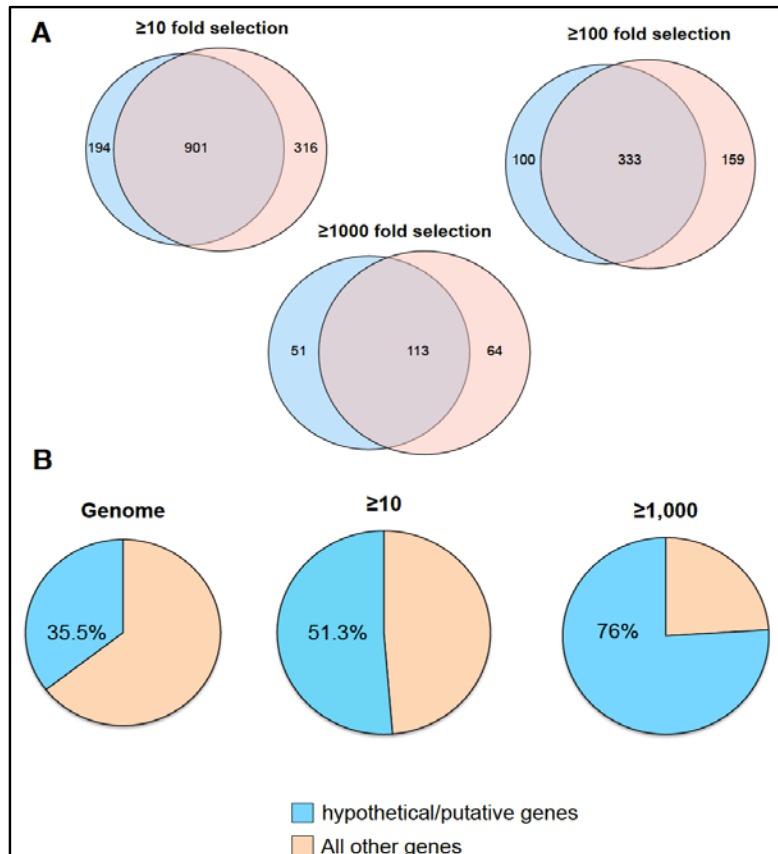 A
≥10 fold selection
194
901
316
≥100 fold selection
100
333
159
≥1000 fold selection
51
113
64
B
Genome
35.5%
≥10
51.3%
≥1,000
76%
hypothetical/putative genes
All other genes